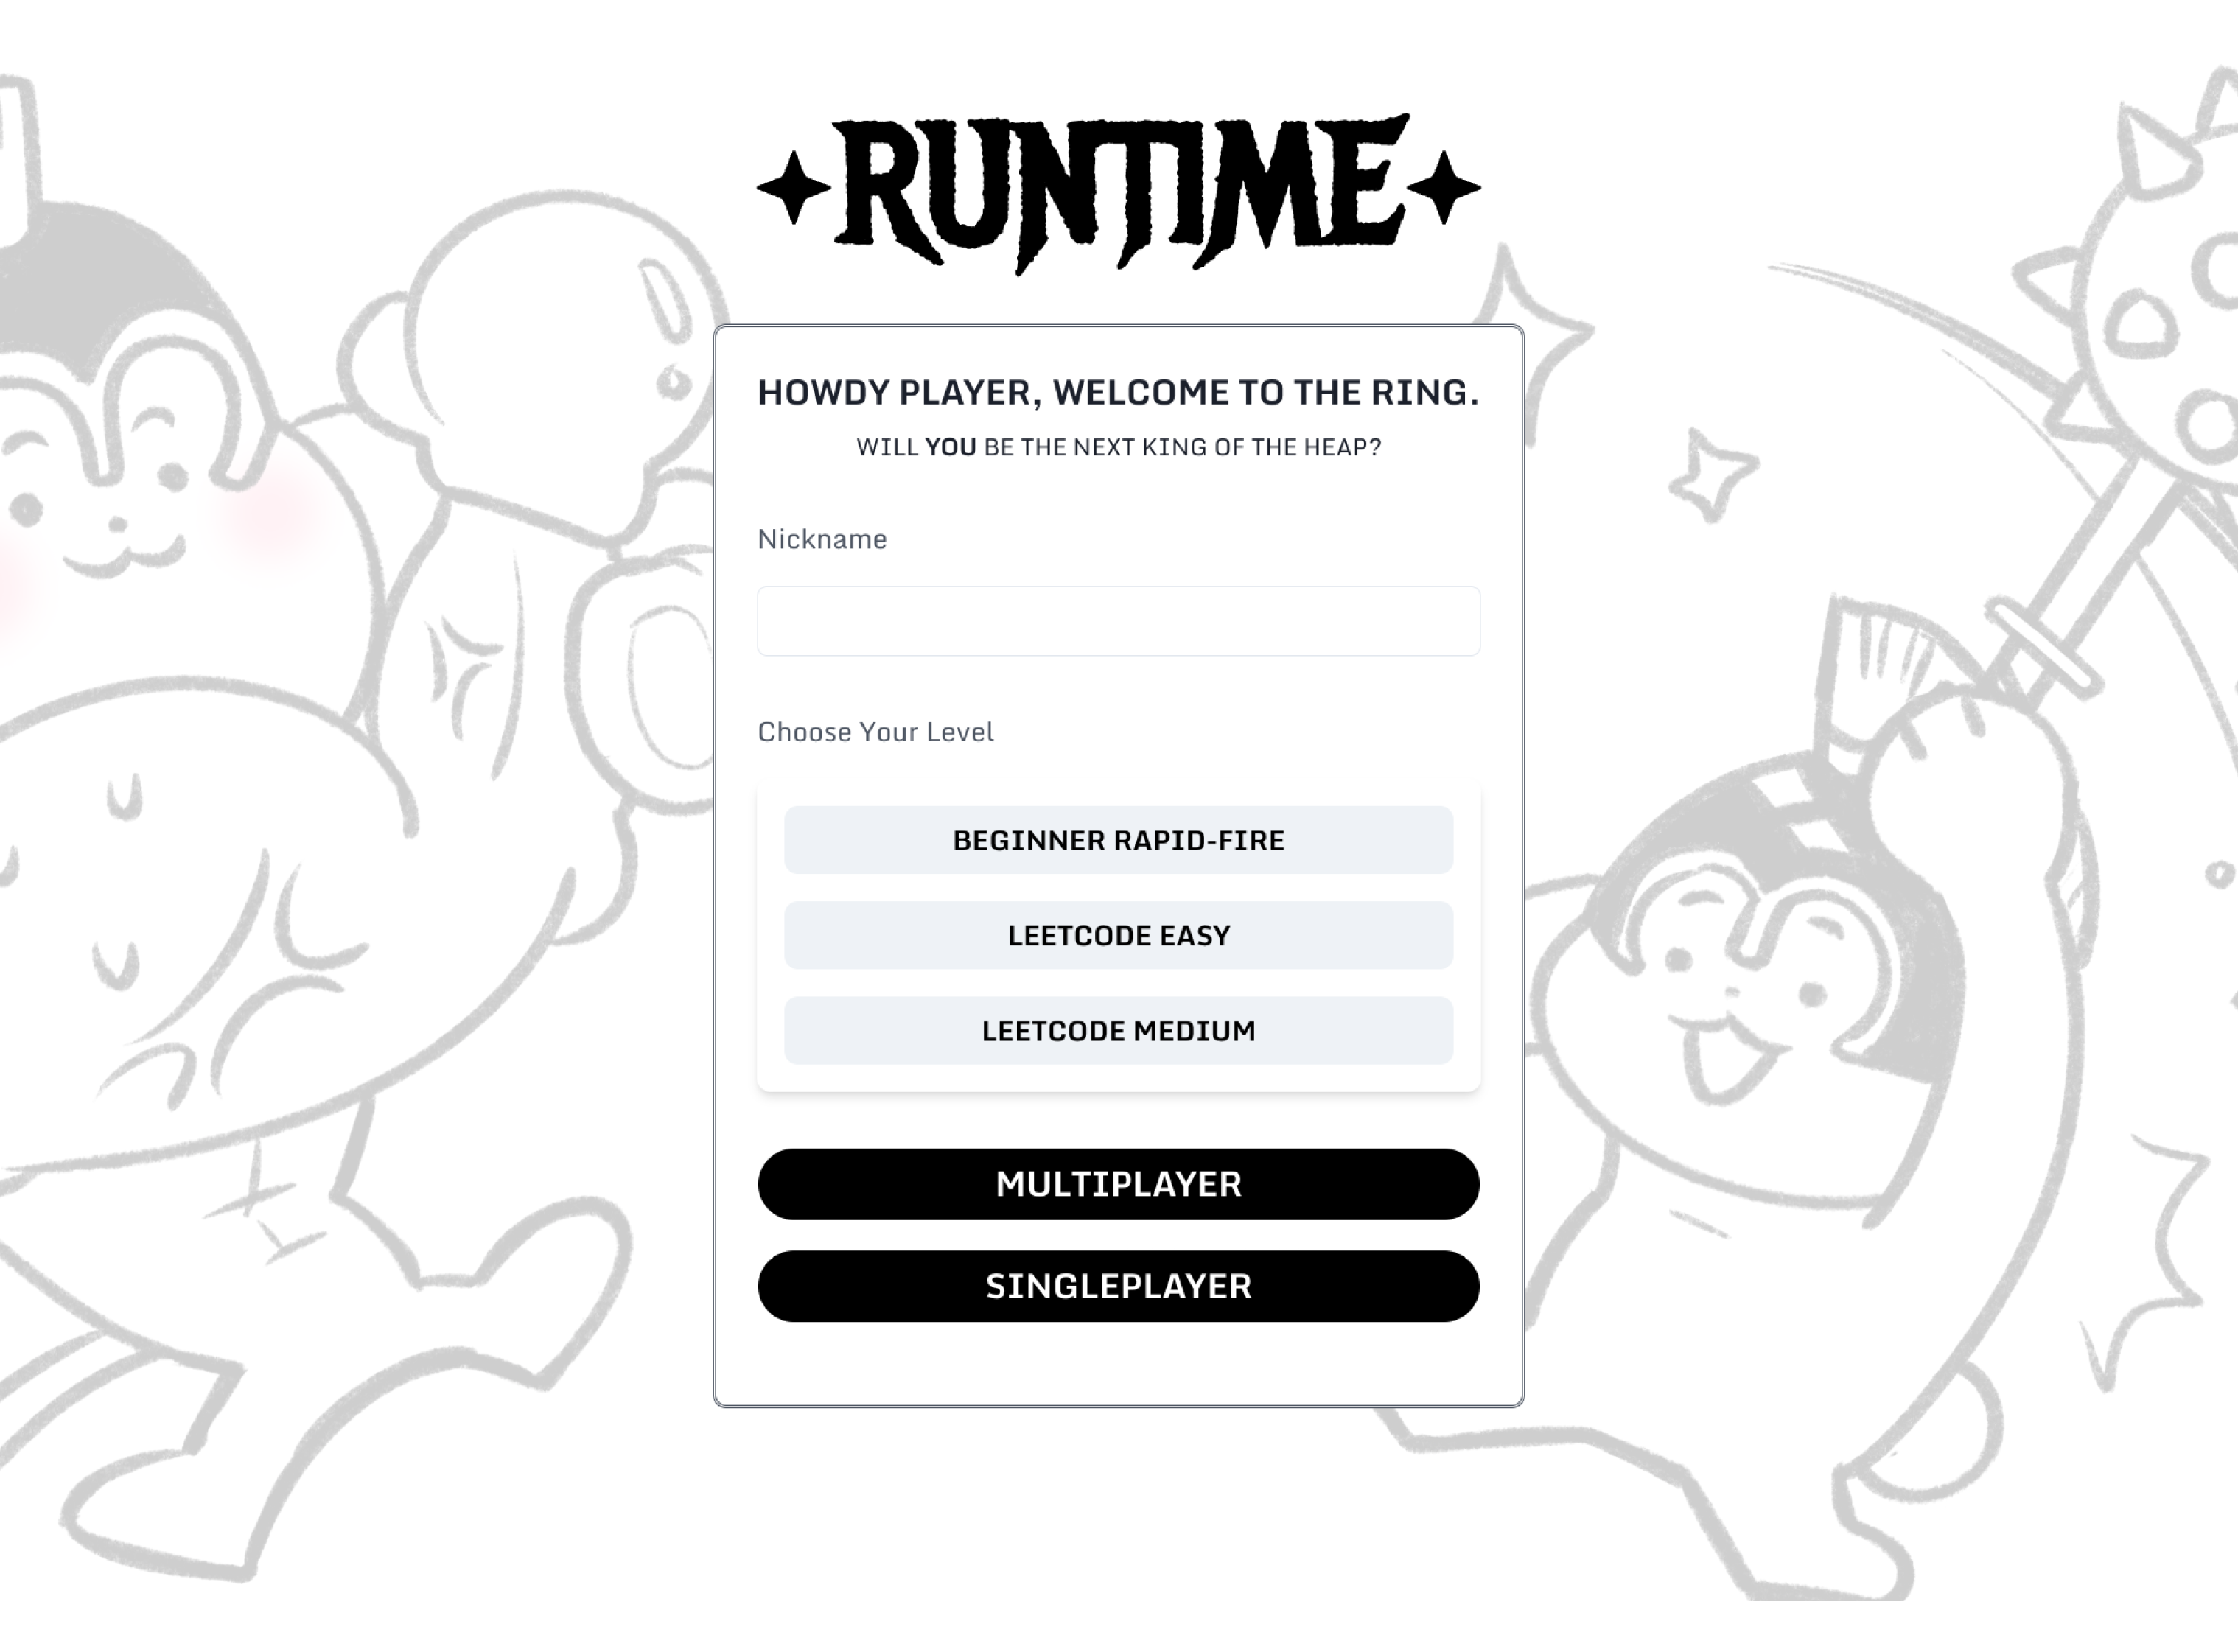 RUNTIME
HOWDY PLAYER, WELCOME TO THE RING.
WILL YOU BE THE NEXT KING OF THE HEAP?
Nickname
Choose Your Level
BEGINNER RAPID-FIRE
LEETCODE EASY
LEETCODE MEDIUM
MULTIPLAYER
SINGLEPLAYER